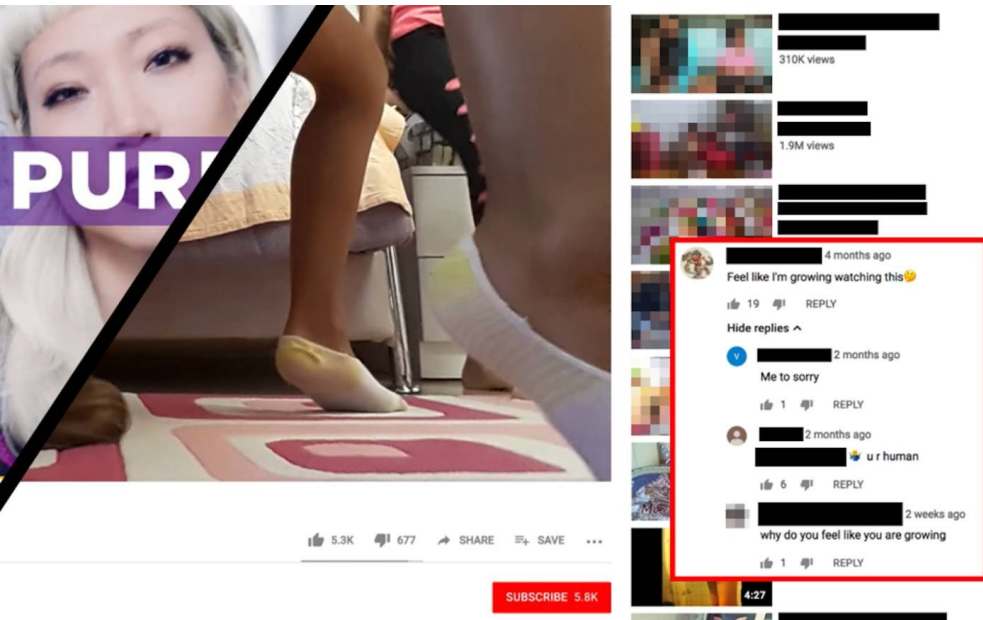 PUR
310K views
1.9M views
4 months ago
Feel like I'm growing watching this🤔
19 REPLY
Hide replies
V
2 months ago
Me to sorry
1 REPLY
2 months ago
u r human
6 REPLY
2 weeks ago
why do you feel like you are growing
1 REPLY
5.3K 677 SHARE SAVE
SUBSCRIBE 5.8K
4:27